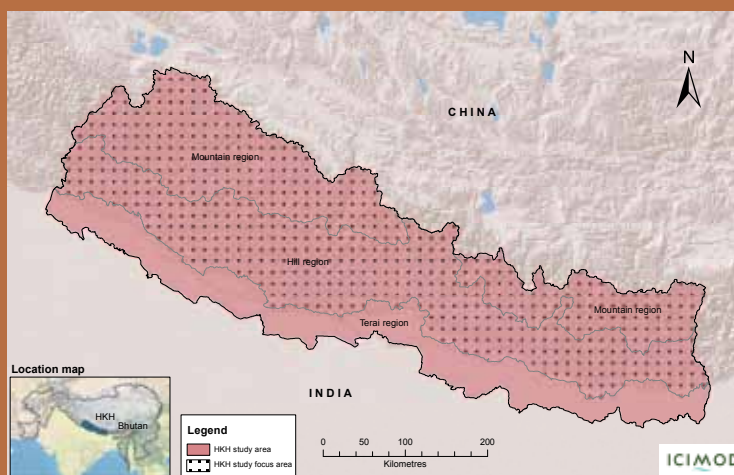 N
CHINA
Mountain region
Hill region
Mountain region
Terai region
INDIA
Location map
HKH
Bhutan
Legend
HKH study area
HKH study focus area
0 50 100 200
Kilometres
ICIMOD